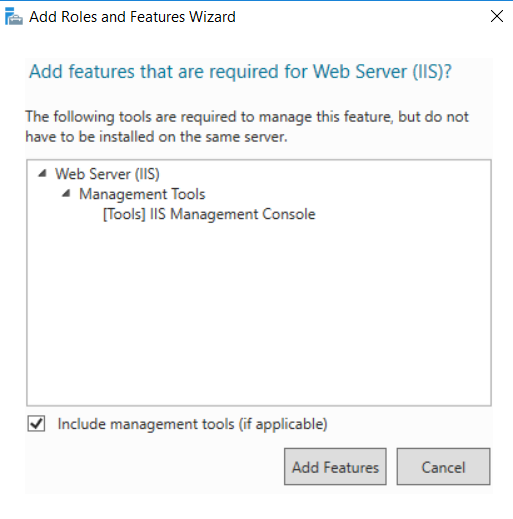 Add Roles and Features Wizard
Add features that are required for Web Server (IIS)?
The following tools are required to manage this feature, but do not
have to be installed on the same server.
Web Server (IIS)
Management Tools
[Tools] IIS Management Console
Include management tools (if applicable)
Add Features
Cancel